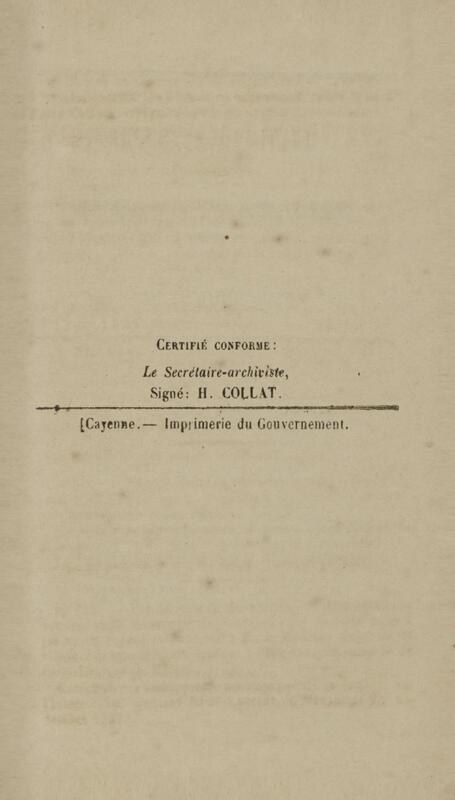 CERTIFIÉ CONFORME:
Le Secrétaire-archiviste,
Signé: H. COLLAT.
[Cayenne.— Imprimerie du Gouvernement.